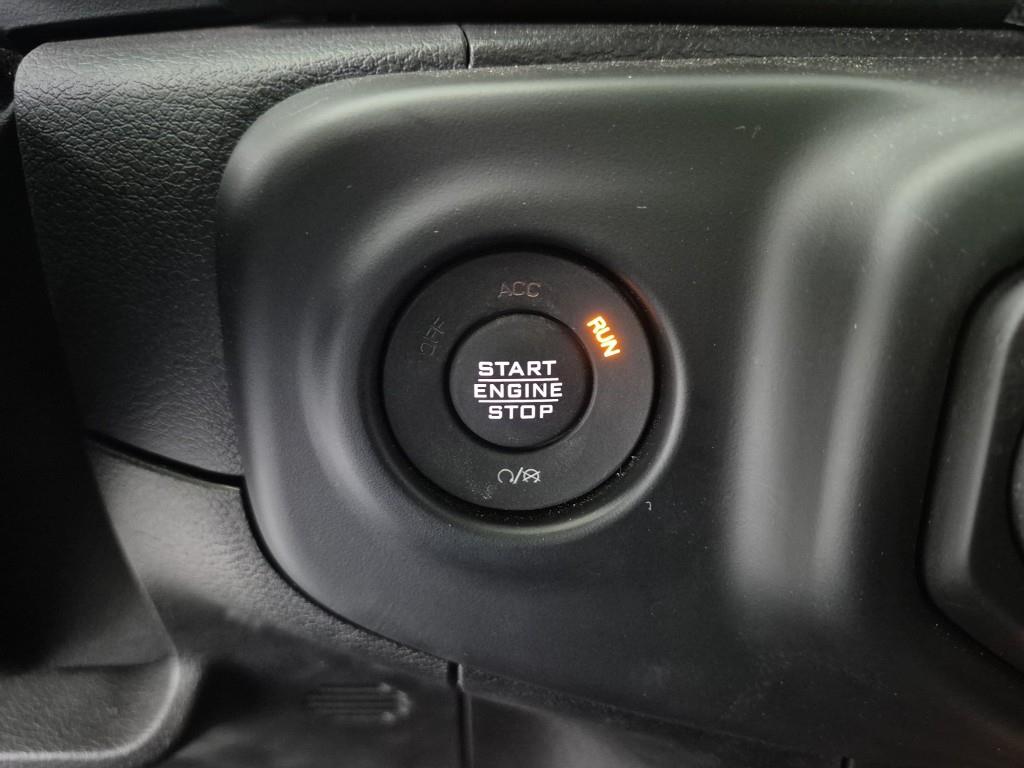 ACC
OFF
RUN
START
ENGINE
STOP